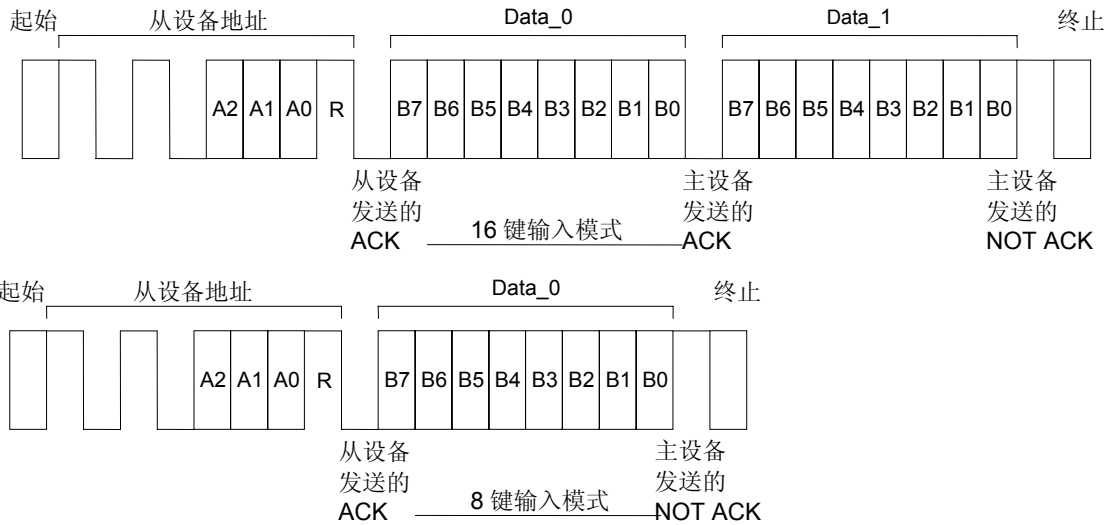 起始 从设备地址 Data_0 Data_1 终止
A2 A1 A0 R B7 B6 B5 B4 B3 B2 B1 B0 B7 B6 B5 B4 B3 B2 B1 B0
从设备 主设备 主设备
发送的 发送的 发送的
ACK 16 键输入模式 ACK NOT ACK
起始 从设备地址 Data_0 终止
A2 A1 A0 R B7 B6 B5 B4 B3 B2 B1 B0
从设备 主设备
发送的 发送的
ACK 8 键输入模式 NOT ACK